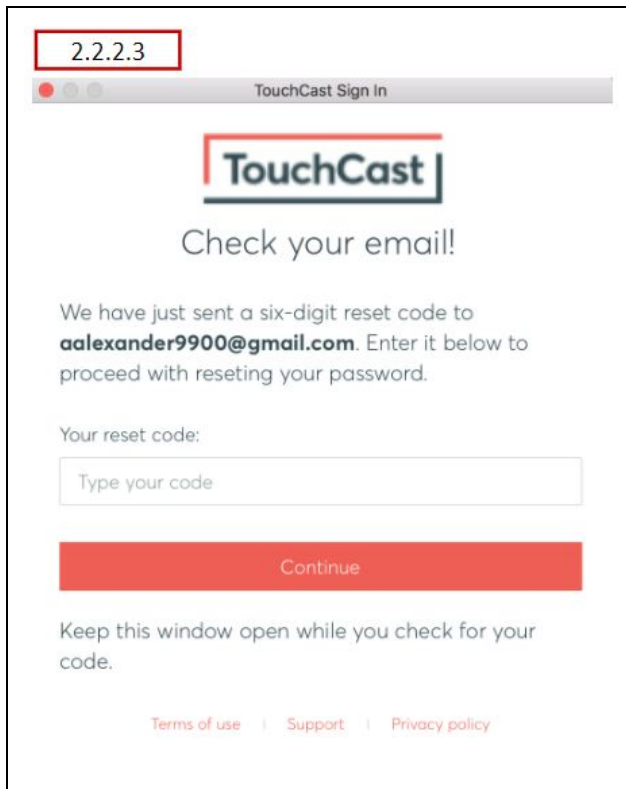 2.2.2.3
TouchCast Sign In
TouchCast
Check your email!
We have just sent a six-digit reset code to
aalexander9900@gmail.com. Enter it below to
proceed with reseting your password.
Your reset code:
Type your code
Continue
Keep this window open while you check for your
code.
Terms of use | Support | Privacy policy